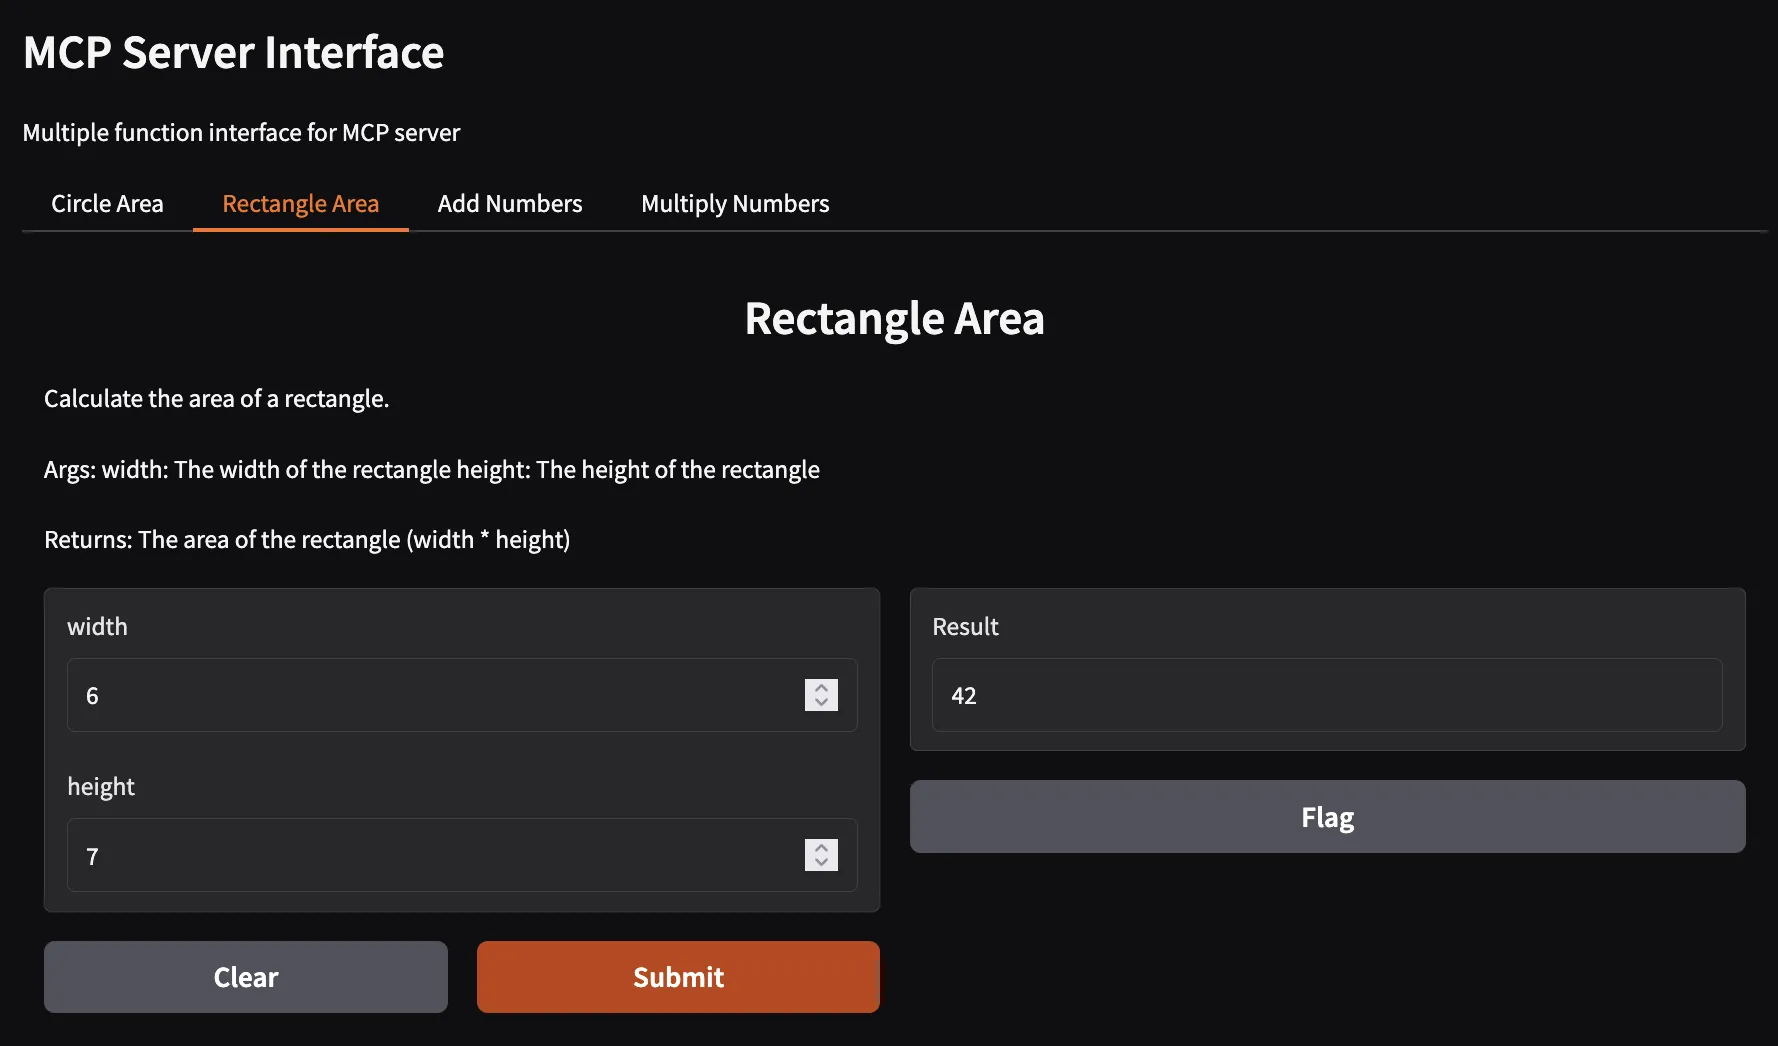 MCP Server Interface
Multiple function interface for MCP server
Circle Area Rectangle Area Add Numbers Multiply Numbers
Rectangle Area
Calculate the area of a rectangle.
Args: width: The width of the rectangle height: The height of the rectangle
Returns: The area of the rectangle (width * height)
width
6
height
7
Clear Submit
Result
42
Flag